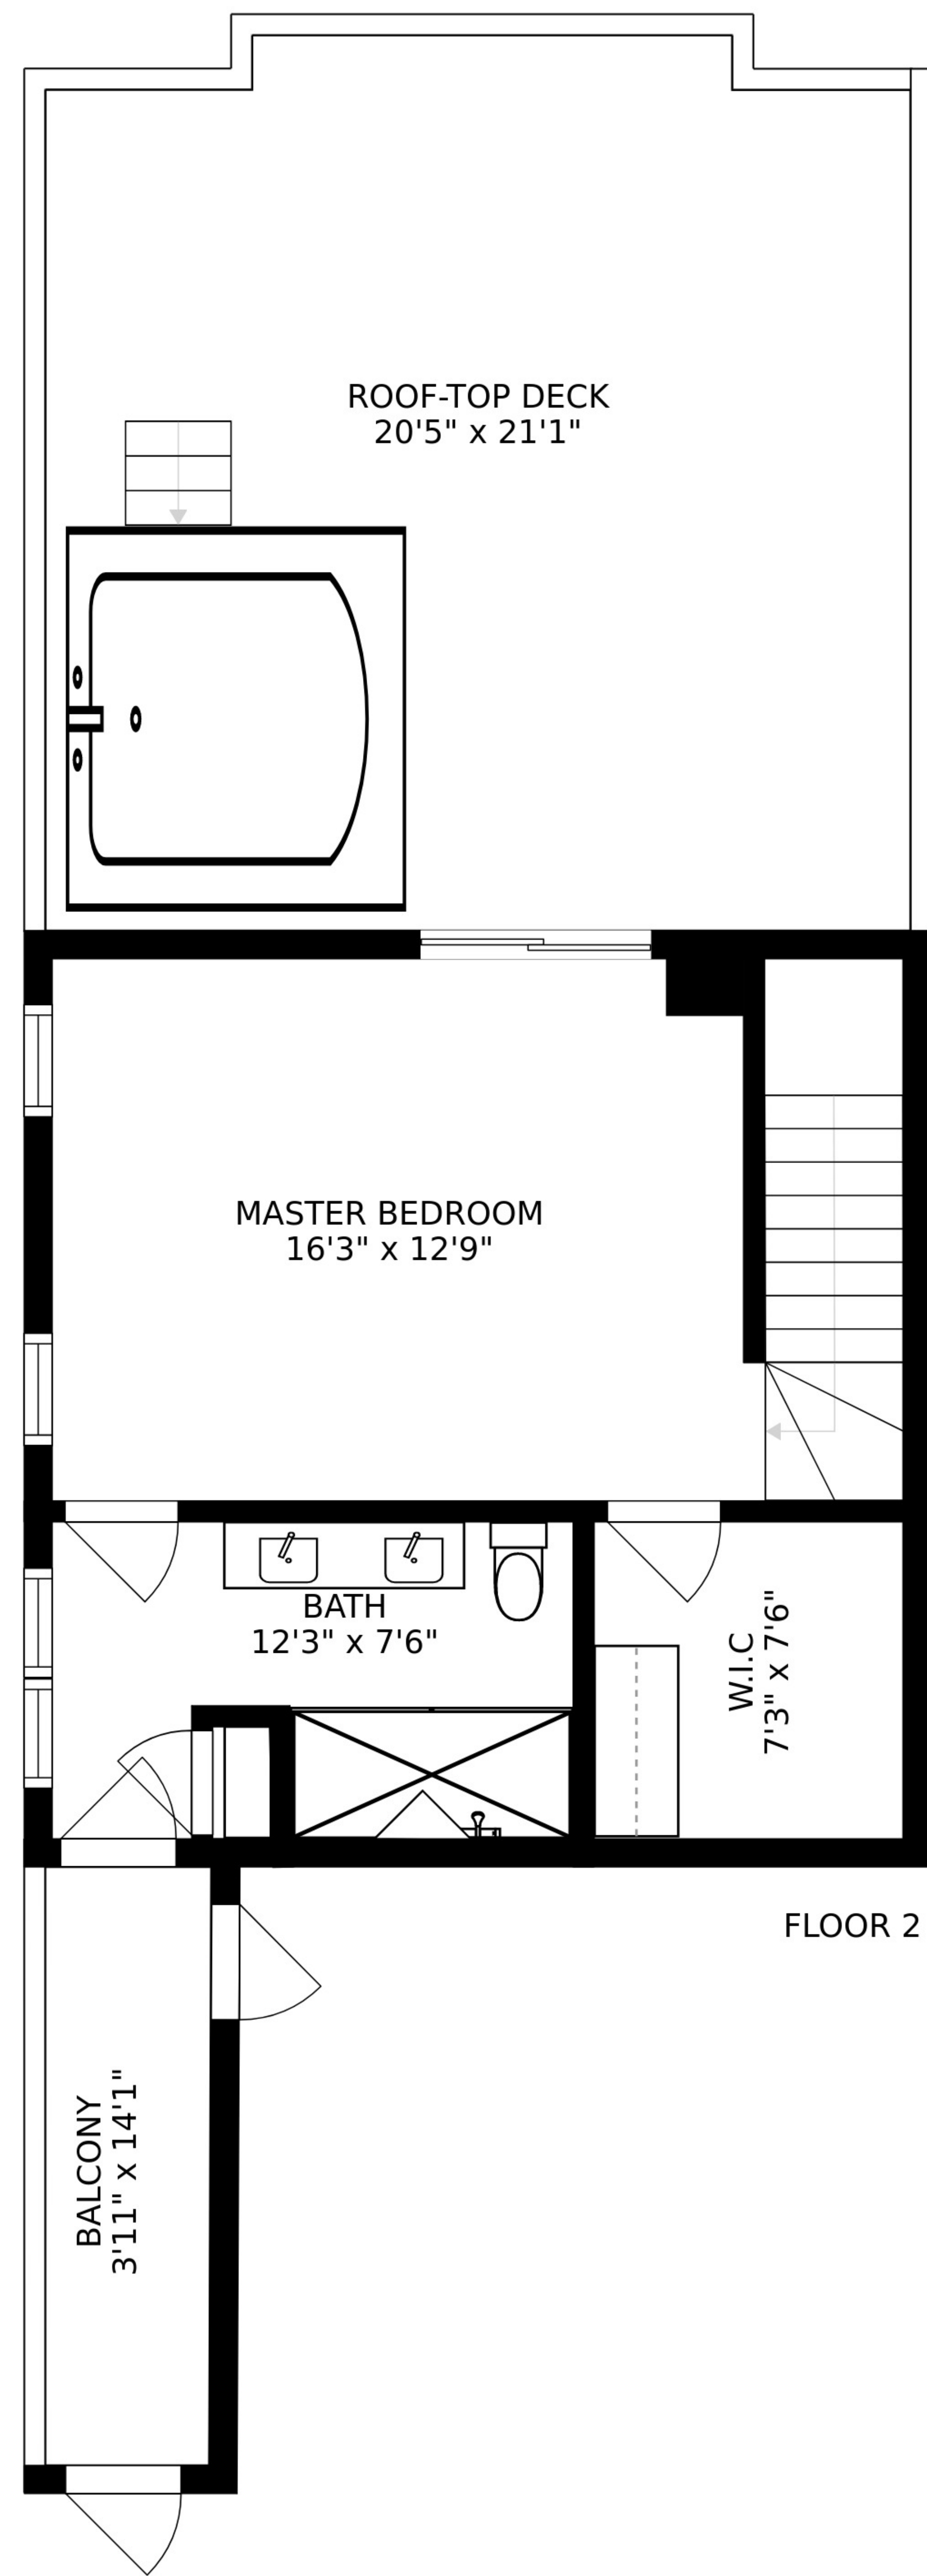 ROOF-TOP DECK
20'5" x 21'1"
MASTER BEDROOM
16'3" x 12'9"
BATH
12'3" x 7'6"
W.I.C
7'3" x 7'6"
FLOOR 2
BALCONY
3'11" x 14'1"